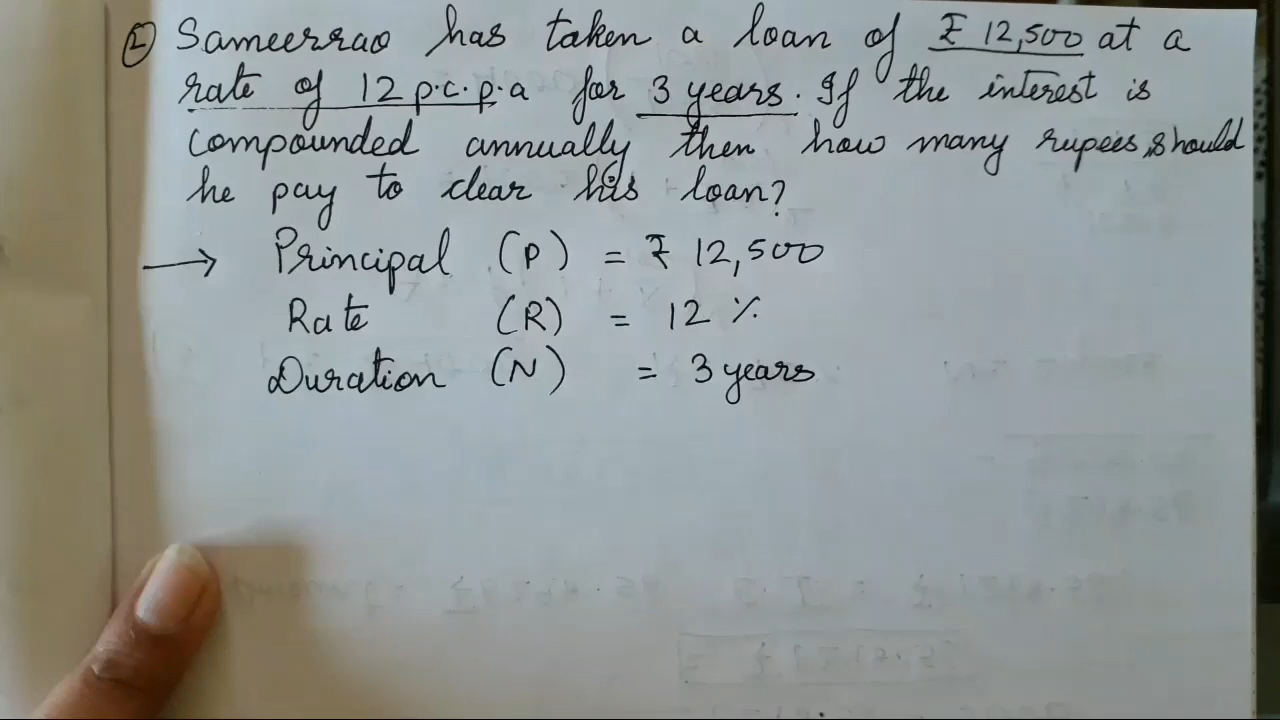 ② Sameerrao has taken a loan of ₹ 12,500 at a
rate of 12 p.c.p.a for 3 years. If the interest is
compounded annually then how many rupees should
he pay to clear his loan?
→ Principal (P) = ₹ 12,500
Rate (R) = 12 %
Duration (N) = 3 years